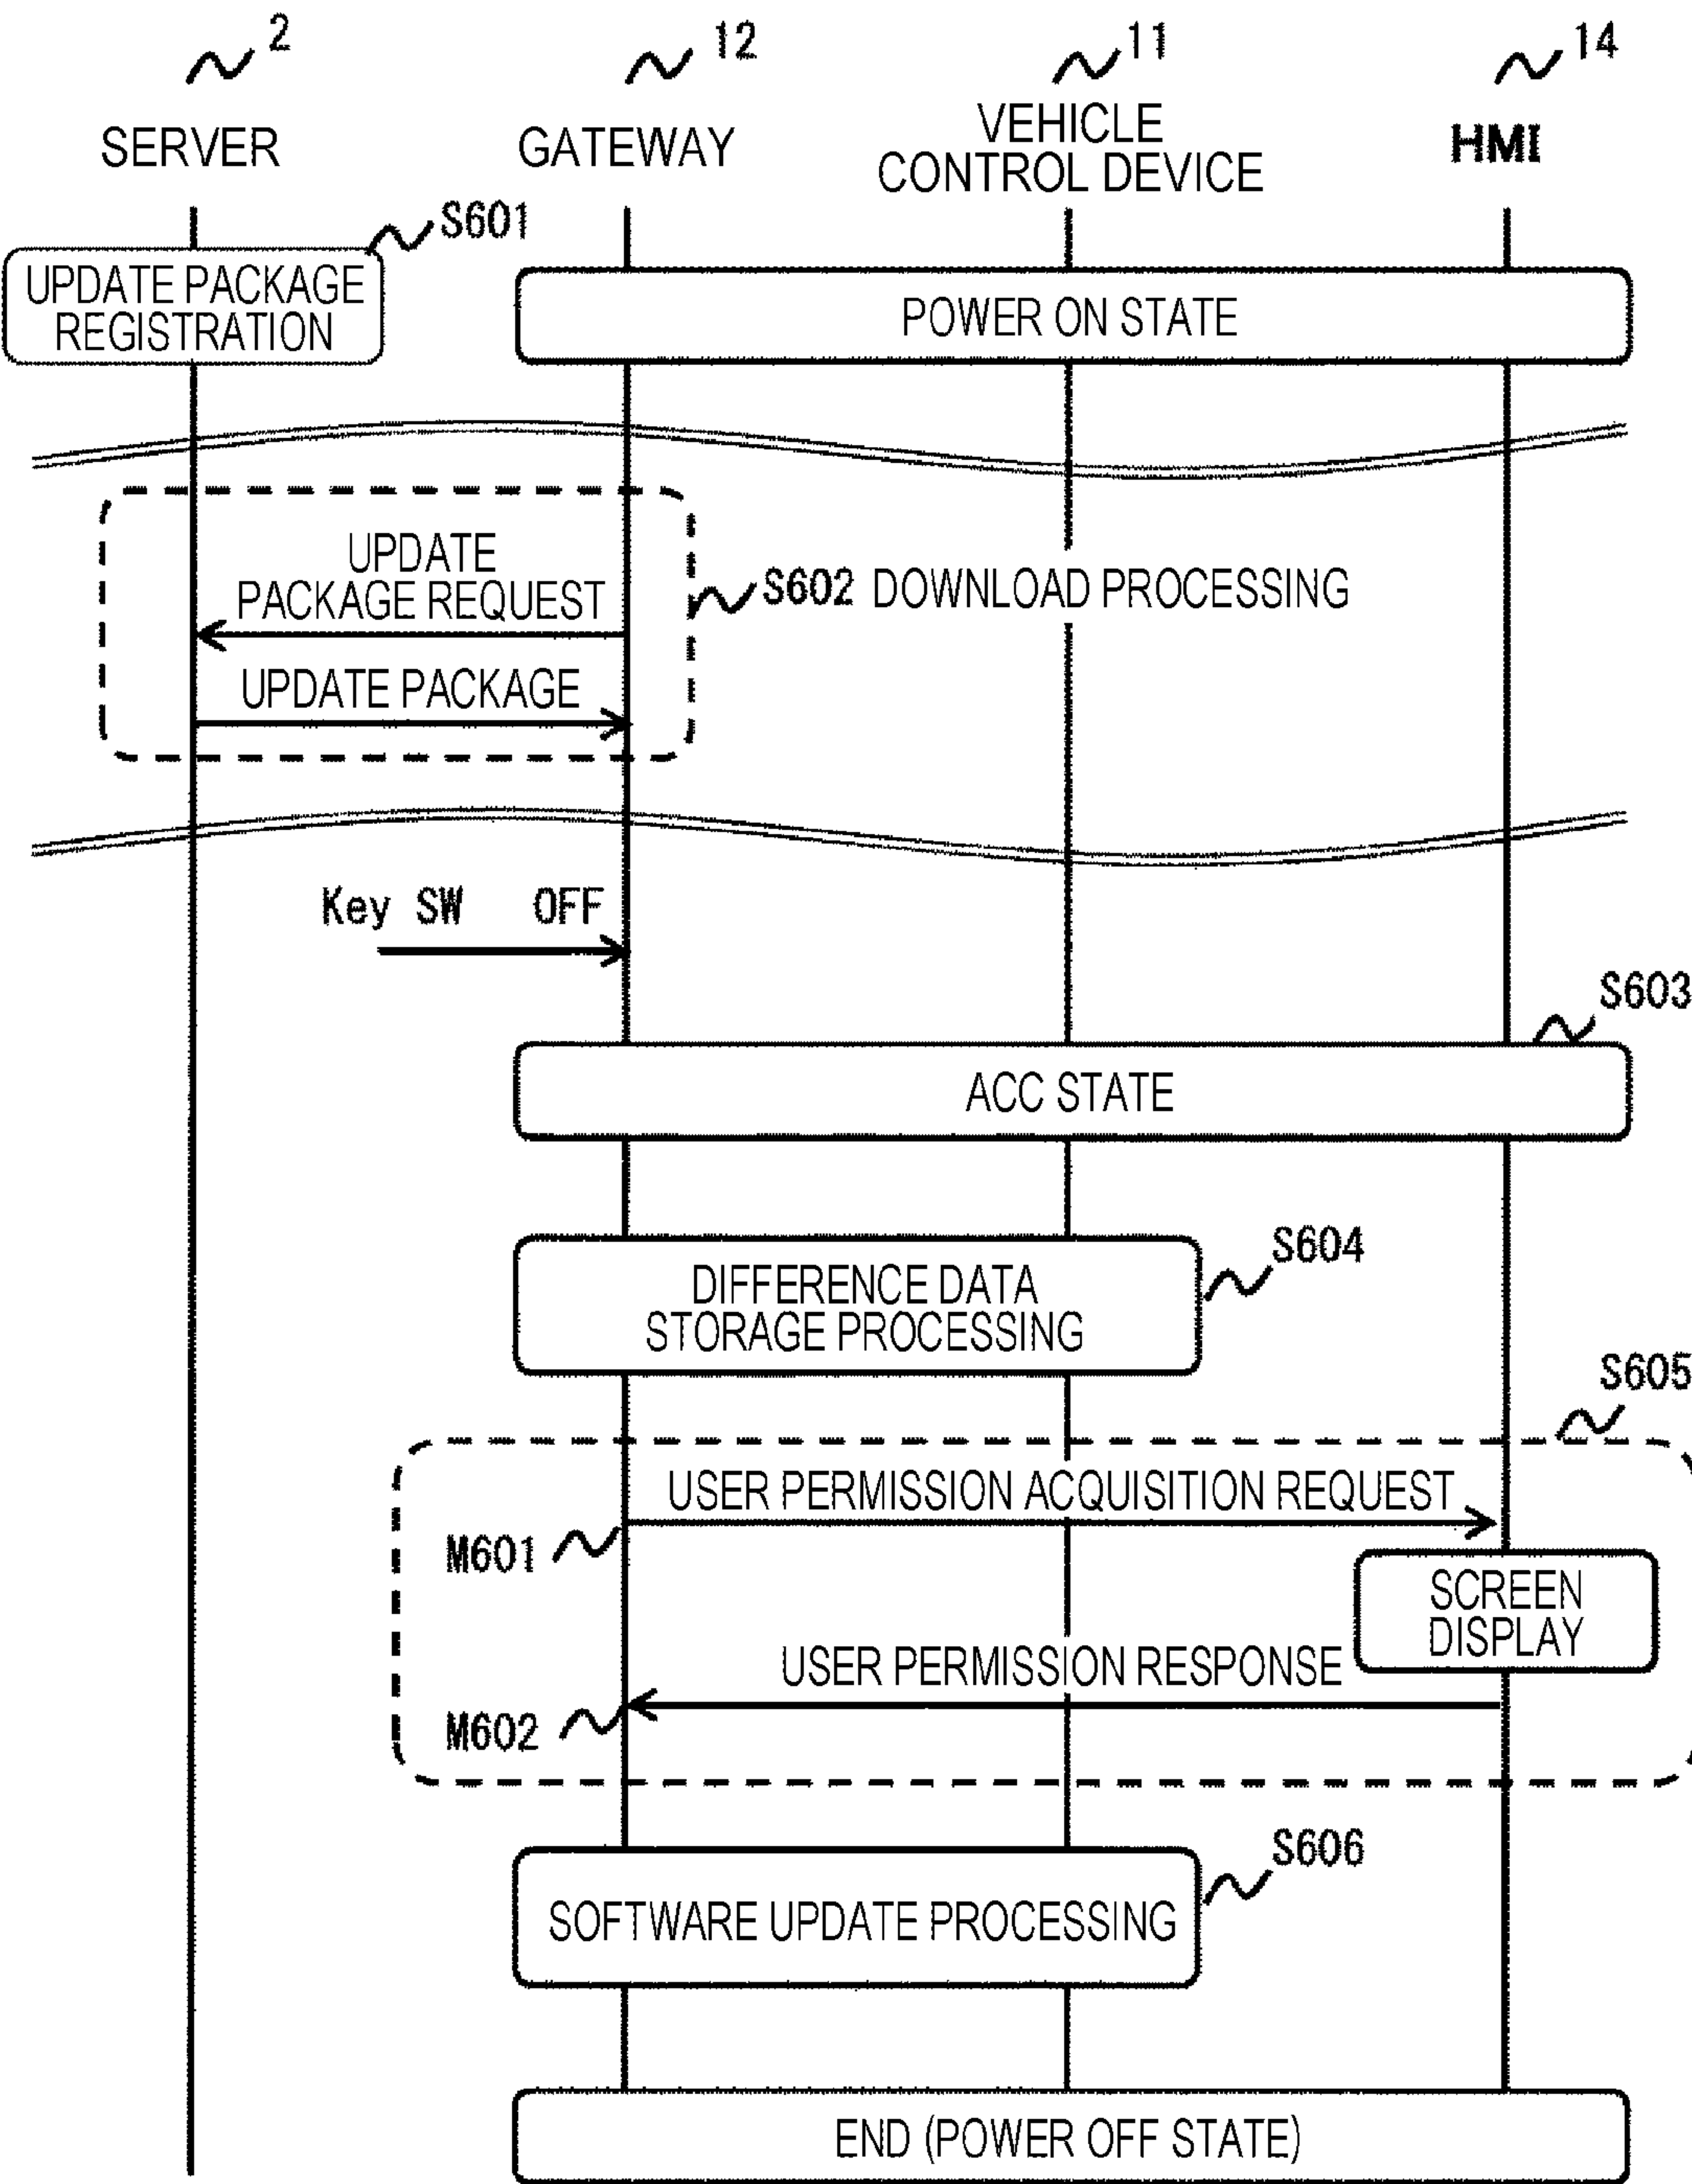 2
12
11
14
SERVER
GATEWAY
VEHICLE
CONTROL DEVICE
HMI
S601
UPDATE PACKAGE
REGISTRATION
POWER ON STATE
UPDATE
PACKAGE REQUEST
S602 DOWNLOAD PROCESSING
UPDATE PACKAGE
Key SW OFF
S603
ACC STATE
S604
DIFFERENCE DATA
STORAGE PROCESSING
S605
USER PERMISSION ACQUISITION REQUEST
M601
SCREEN
DISPLAY
USER PERMISSION RESPONSE
M602
S606
SOFTWARE UPDATE PROCESSING
END (POWER OFF STATE)